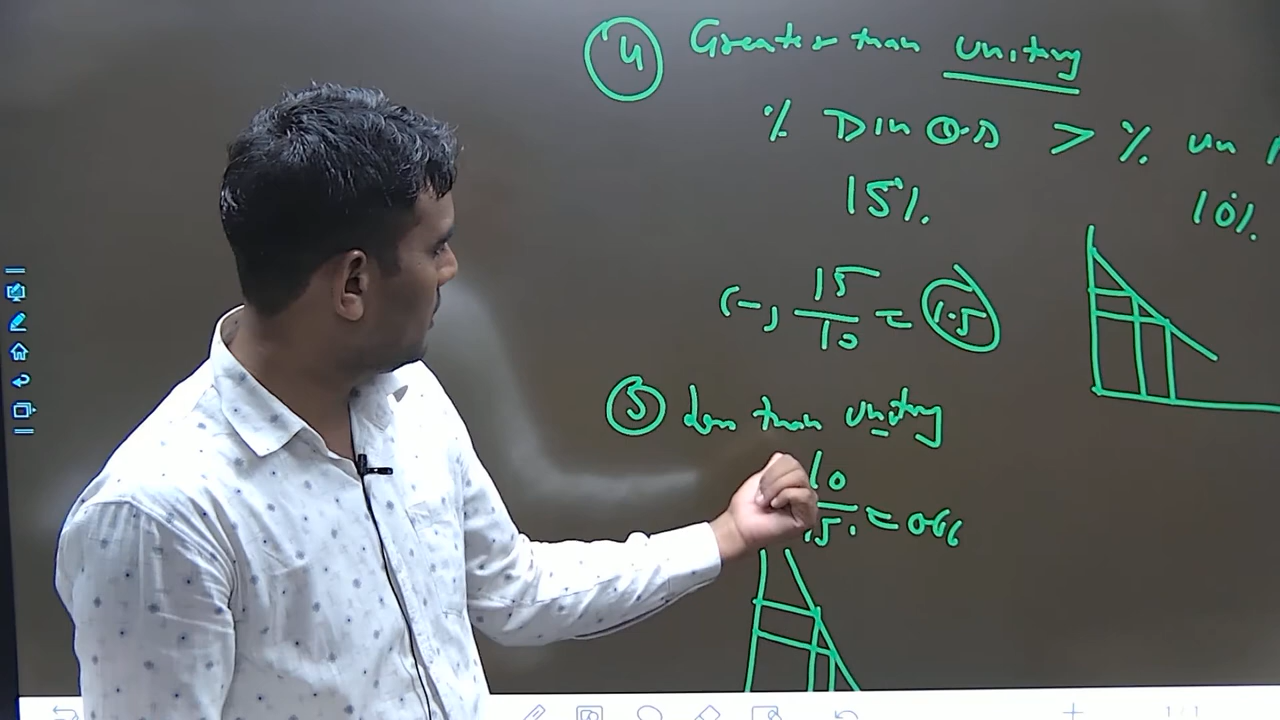 4 Greater than unity
% D in Q.D > % in P
15%. 10%.
(-) 15/10 = 1.5
5 Less than unity
10/15 = 0.66